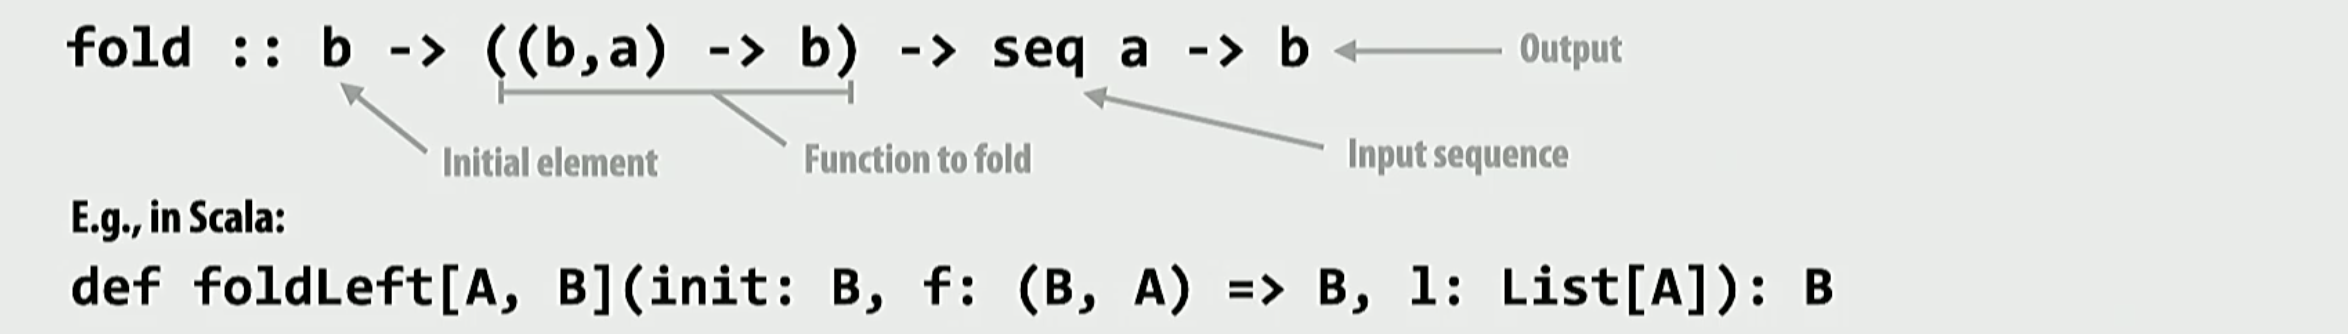 fold :: b -> ((b,a) -> b) -> seq a -> b Output
Initial element Function to fold Input sequence
E.g., in Scala:
def foldLeft[A, B](init: B, f: (B, A) => B, l: List[A]): B